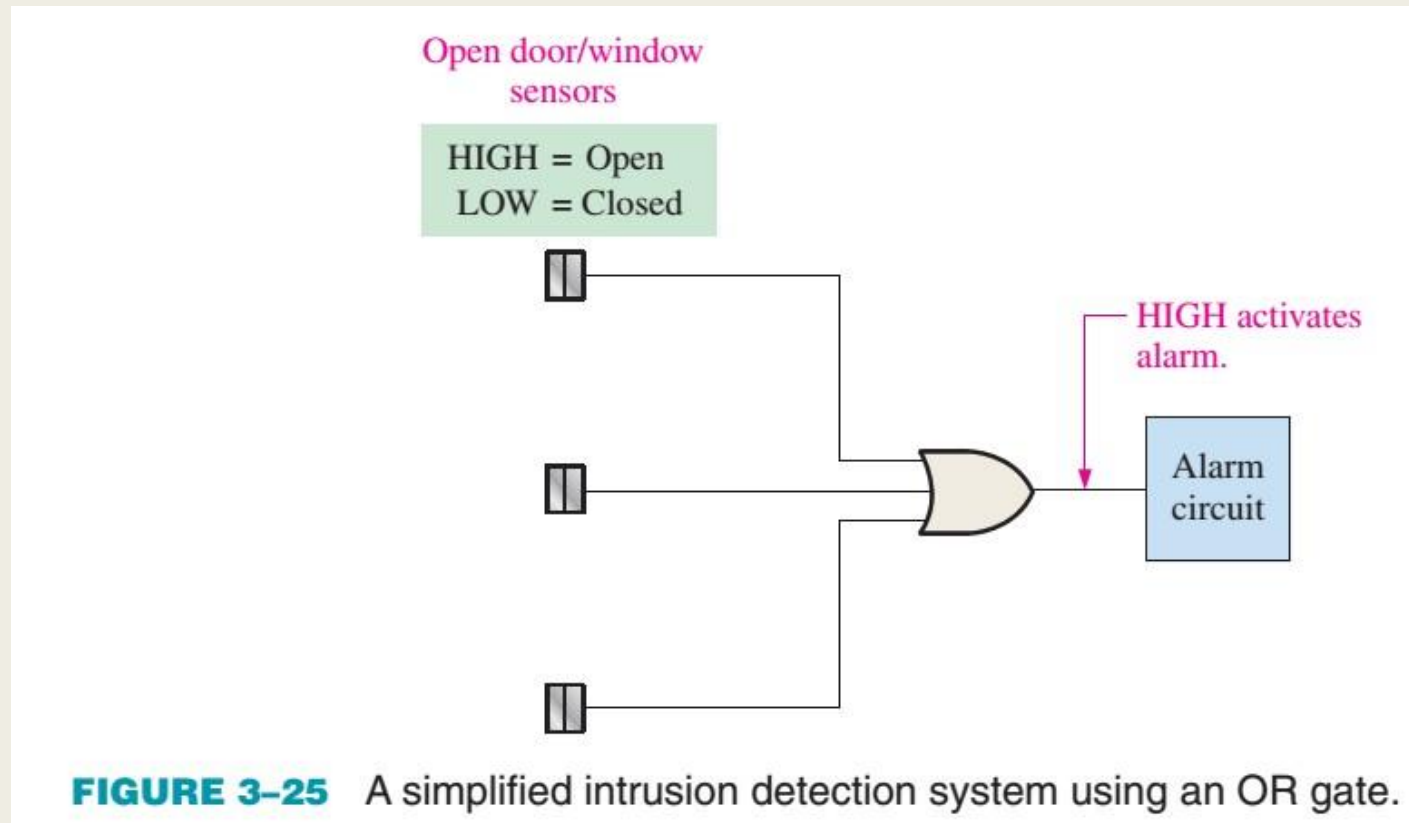 Open door/window
sensors
HIGH = Open
LOW = Closed
HIGH activates
alarm.
Alarm
circuit
FIGURE 3–25 A simplified intrusion detection system using an OR gate.